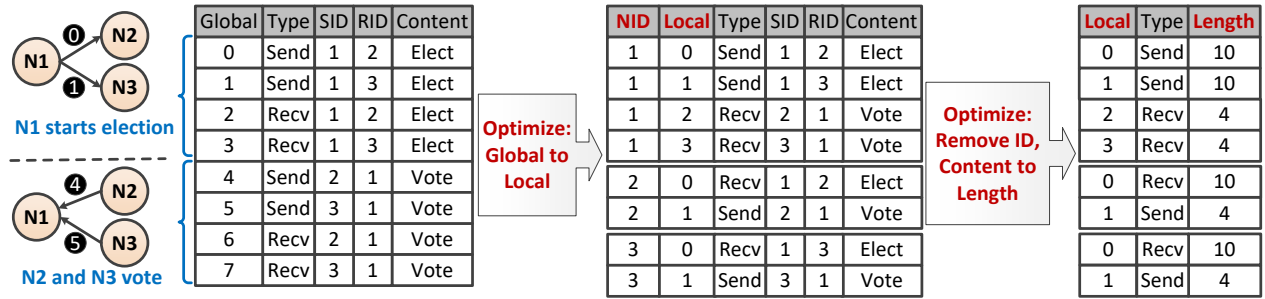 N1
N2
N3
0
1
N1 starts election
N1
N2
N3
4
5
N2 and N3 vote
Global Type SID RID Content
0 Send 1 2 Elect
1 Send 1 3 Elect
2 Recv 1 2 Elect
3 Recv 1 3 Elect
4 Send 2 1 Vote
5 Send 3 1 Vote
6 Recv 2 1 Vote
7 Recv 3 1 Vote
Optimize:
Global to
Local
NID Local Type SID RID Content
1 0 Send 1 2 Elect
1 1 Send 1 3 Elect
1 2 Recv 2 1 Vote
1 3 Recv 3 1 Vote
2 0 Recv 1 2 Elect
2 1 Send 2 1 Vote
3 0 Recv 1 3 Elect
3 1 Send 3 1 Vote
Optimize:
Remove ID,
Content to
Length
Local Type Length
0 Send 10
1 Send 10
2 Recv 4
3 Recv 4
0 Recv 10
1 Send 4
0 Recv 10
1 Send 4